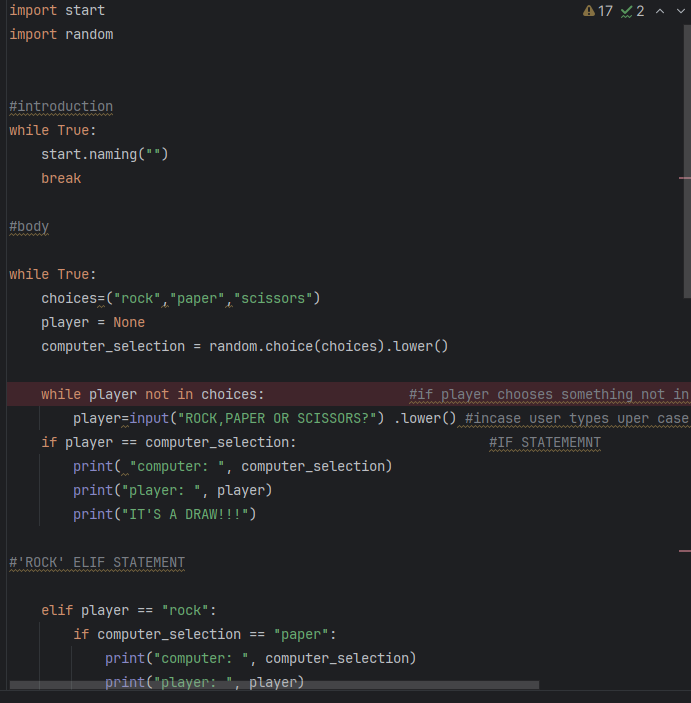 import start
17 2
import random
#introduction
while True:
    start.naming("")
    break
#body
while True:
    choices=("rock","paper","scissors")
    player = None
    computer_selection = random.choice(choices).lower()
    while player not in choices:                  #if player chooses something not in
        player=input("ROCK,PAPER OR SCISSORS?") .lower() #incase user types uper case
    if player == computer_selection:                        #IF STATEMEMNT
        print( "computer: ", computer_selection)
        print("player: ", player)
        print("IT'S A DRAW!!!")
#'ROCK' ELIF STATEMENT
    elif player == "rock":
        if computer_selection == "paper":
            print("computer: ", computer_selection)
            print("player: ", player)